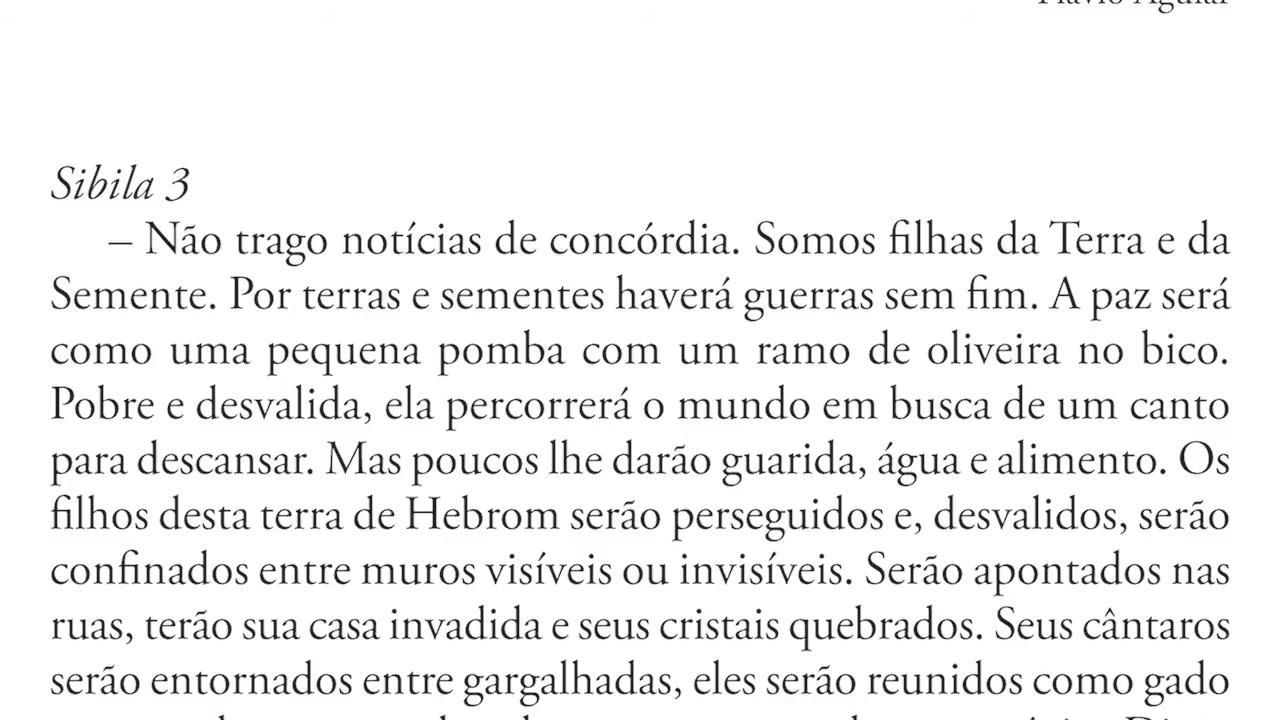 Flávio Aguiar
Sibila 3
– Não trago notícias de concórdia. Somos filhas da Terra e da
Semente. Por terras e sementes haverá guerras sem fim. A paz será
como uma pequena pomba com um ramo de oliveira no bico.
Pobre e desvalida, ela percorrerá o mundo em busca de um canto
para descansar. Mas poucos lhe darão guarida, água e alimento. Os
filhos desta terra de Hebrom serão perseguidos e, desvalidos, serão
confinados entre muros visíveis ou invisíveis. Serão apontados nas
ruas, terão sua casa invadida e seus cristais quebrados. Seus cântaros
serão entornados entre gargalhadas, eles serão reunidos como gado